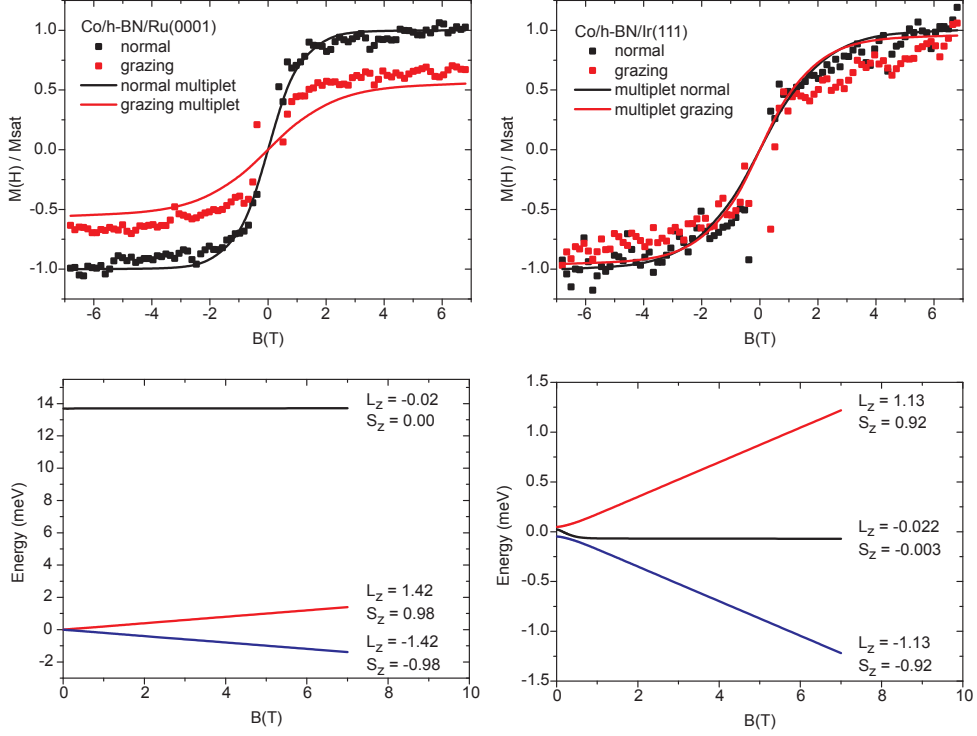 Co/h-BN/Ru(0001)
normal
grazing
normal multiplet
grazing multiplet
1.0
0.5
0.0
-0.5
-1.0
M(H) / Msat
-6 -4 -2 0 2 4 6
B(T)
Co/h-BN/Ir(111)
normal
grazing
multiplet normal
multiplet grazing
1.0
0.5
0.0
-0.5
-1.0
M(H) / Msat
-6 -4 -2 0 2 4 6
B(T)
14
12
10
8
6
4
2
0
-2
Energy (meV)
L_z = -0.02
S_z = 0.00
L_z = 1.42
S_z = 0.98
L_z = -1.42
S_z = -0.98
0 2 4 6 8 10
B(T)
1.5
1.0
0.5
0.0
-0.5
-1.0
-1.5
Energy (meV)
L_z = 1.13
S_z = 0.92
L_z = -0.022
S_z = -0.003
L_z = -1.13
S_z = -0.92
0 2 4 6 8 10
B(T)